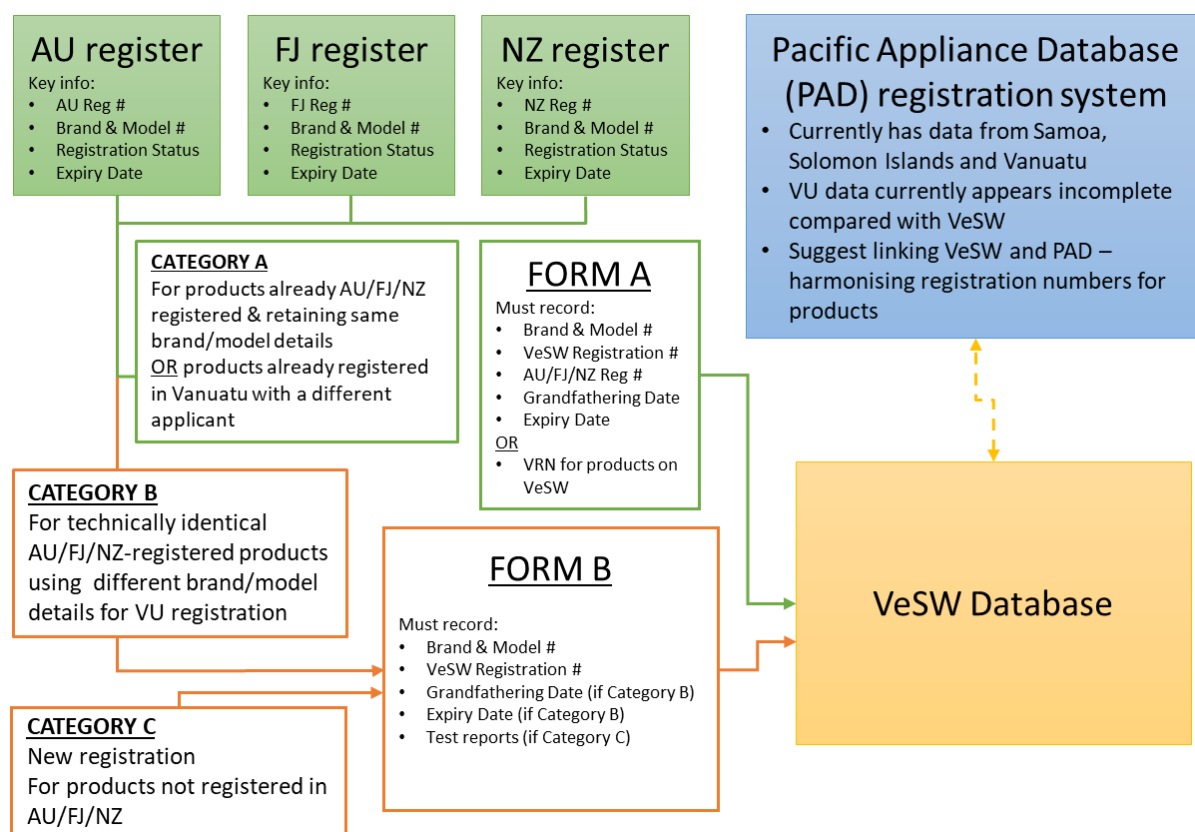 AU register
Key info:
• AU Reg #
• Brand & Model #
• Registration Status
• Expiry Date
FJ register
Key info:
• FJ Reg #
• Brand & Model #
• Registration Status
• Expiry Date
NZ register
Key info:
• NZ Reg #
• Brand & Model #
• Registration Status
• Expiry Date
Pacific Appliance Database
(PAD) registration system
• Currently has data from Samoa,
Solomon Islands and Vanuatu
• VU data currently appears incomplete
compared with VeSW
• Suggest linking VeSW and PAD –
harmonising registration numbers for
products
CATEGORY A
For products already AU/FJ/NZ
registered & retaining same
brand/model details
OR products already registered
in Vanuatu with a different
applicant
FORM A
Must record:
• Brand & Model #
• VeSW Registration #
• AU/FJ/NZ Reg #
• Grandfathering Date
• Expiry Date
OR
• VRN for products on
VeSW
CATEGORY B
For technically identical
AU/FJ/NZ-registered products
using different brand/model
details for VU registration
FORM B
Must record:
• Brand & Model #
• VeSW Registration #
• Grandfathering Date (if Category B)
• Expiry Date (if Category B)
• Test reports (if Category C)
VeSW Database
CATEGORY C
New registration
For products not registered in
AU/FJ/NZ